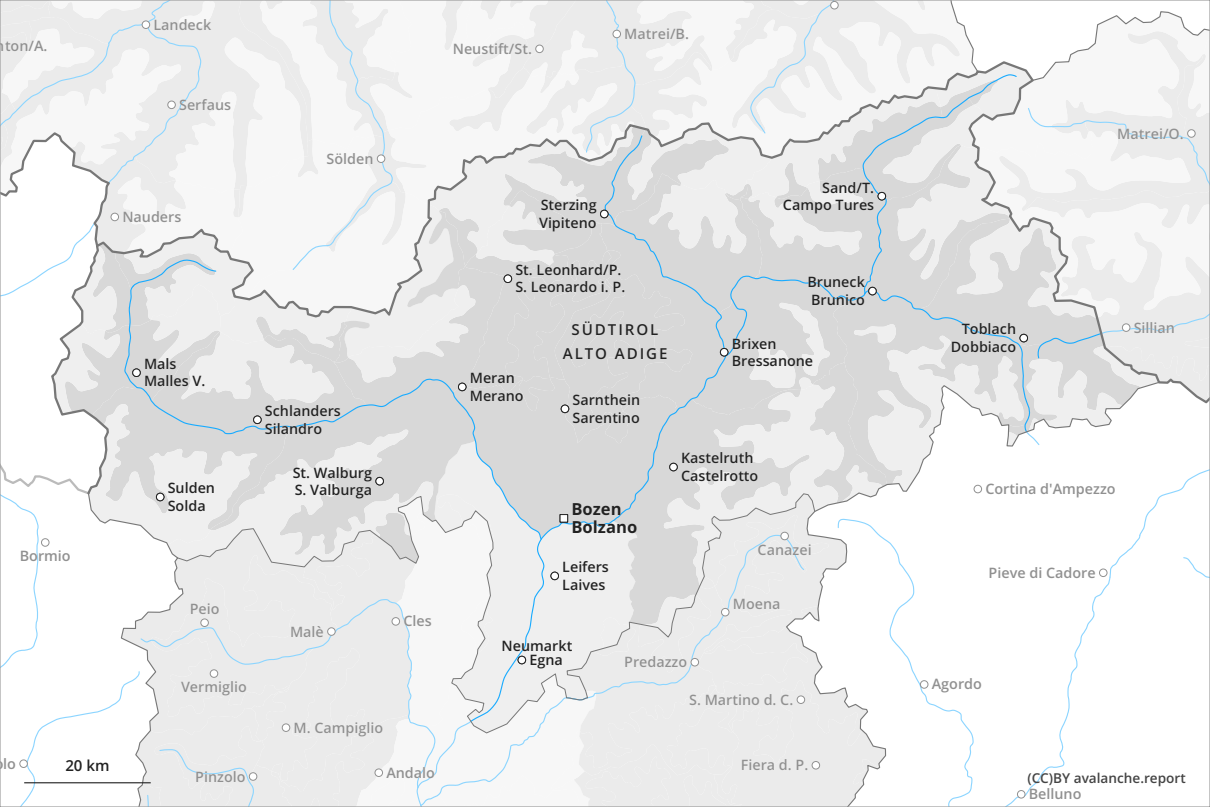 Landeck
Matrei/B.
nton/A.
Neustift/St.
Serfaus
Matrei/O.
Sölden
Sand/T.
Campo Tures
Nauders
Sterzing
Vipiteno
St. Leonhard/P.
S. Leonardo i. P.
Bruneck
Brunico
SÜDTIROL
ALTO ADIGE
Toblach
Dobbiaco
Sillian
Brixen
Bressanone
Mals
Malles V.
Meran
Merano
Sarnthein
Sarentino
Schlanders
Silandro
Kastelruth
Castelrotto
St. Walburg
S. Valburga
Sulden
Solda
Cortina d'Ampezzo
Bozen
Bolzano
Bormio
Canazei
Leifers
Laives
Pieve di Cadore
Peio
Moena
Malè
Cles
Neumarkt
Egna
Predazzo
Vermiglio
Agordo
S. Martino d. C.
M. Campiglio
lo
20 km
Pinzolo
Andalo
Fiera d. P.
(CC)BY avalanche.report
Belluno